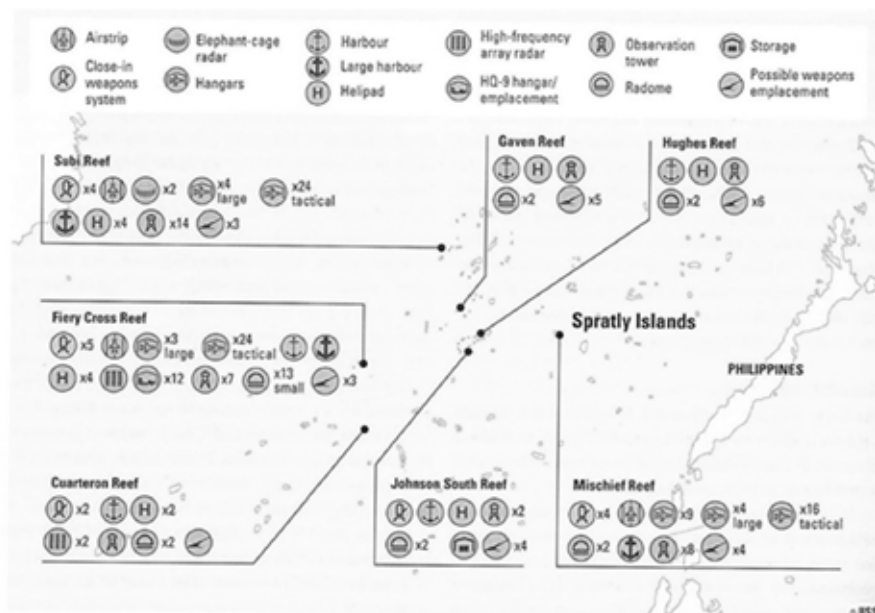 Airstrip
Elephant-cage
radar
Harbour
High-frequency
array radar
Observation
tower
Storage
Close-in
weapons
system
Hangars
Large harbour
Helipad
HQ-9 hangar/
emplacement
Radome
Possible weapons
emplacement
Subi Reef
x4 x2 x4 large x24 tactical
H x4 x14 x3
Gaven Reef
H
x2 x5
Hughes Reef
H
x2 x6
Fiery Cross Reef
x5 x3 large x24 tactical
H x4 x12 x7 x13 small x3
Spratly Islands
PHILIPPINES
Cuarteron Reef
x2 H x2
x2 x2
Johnson South Reef
H x2
x2 x4
Mischief Reef
x4 x9 x4 large x16 tactical
x2 x8 x4